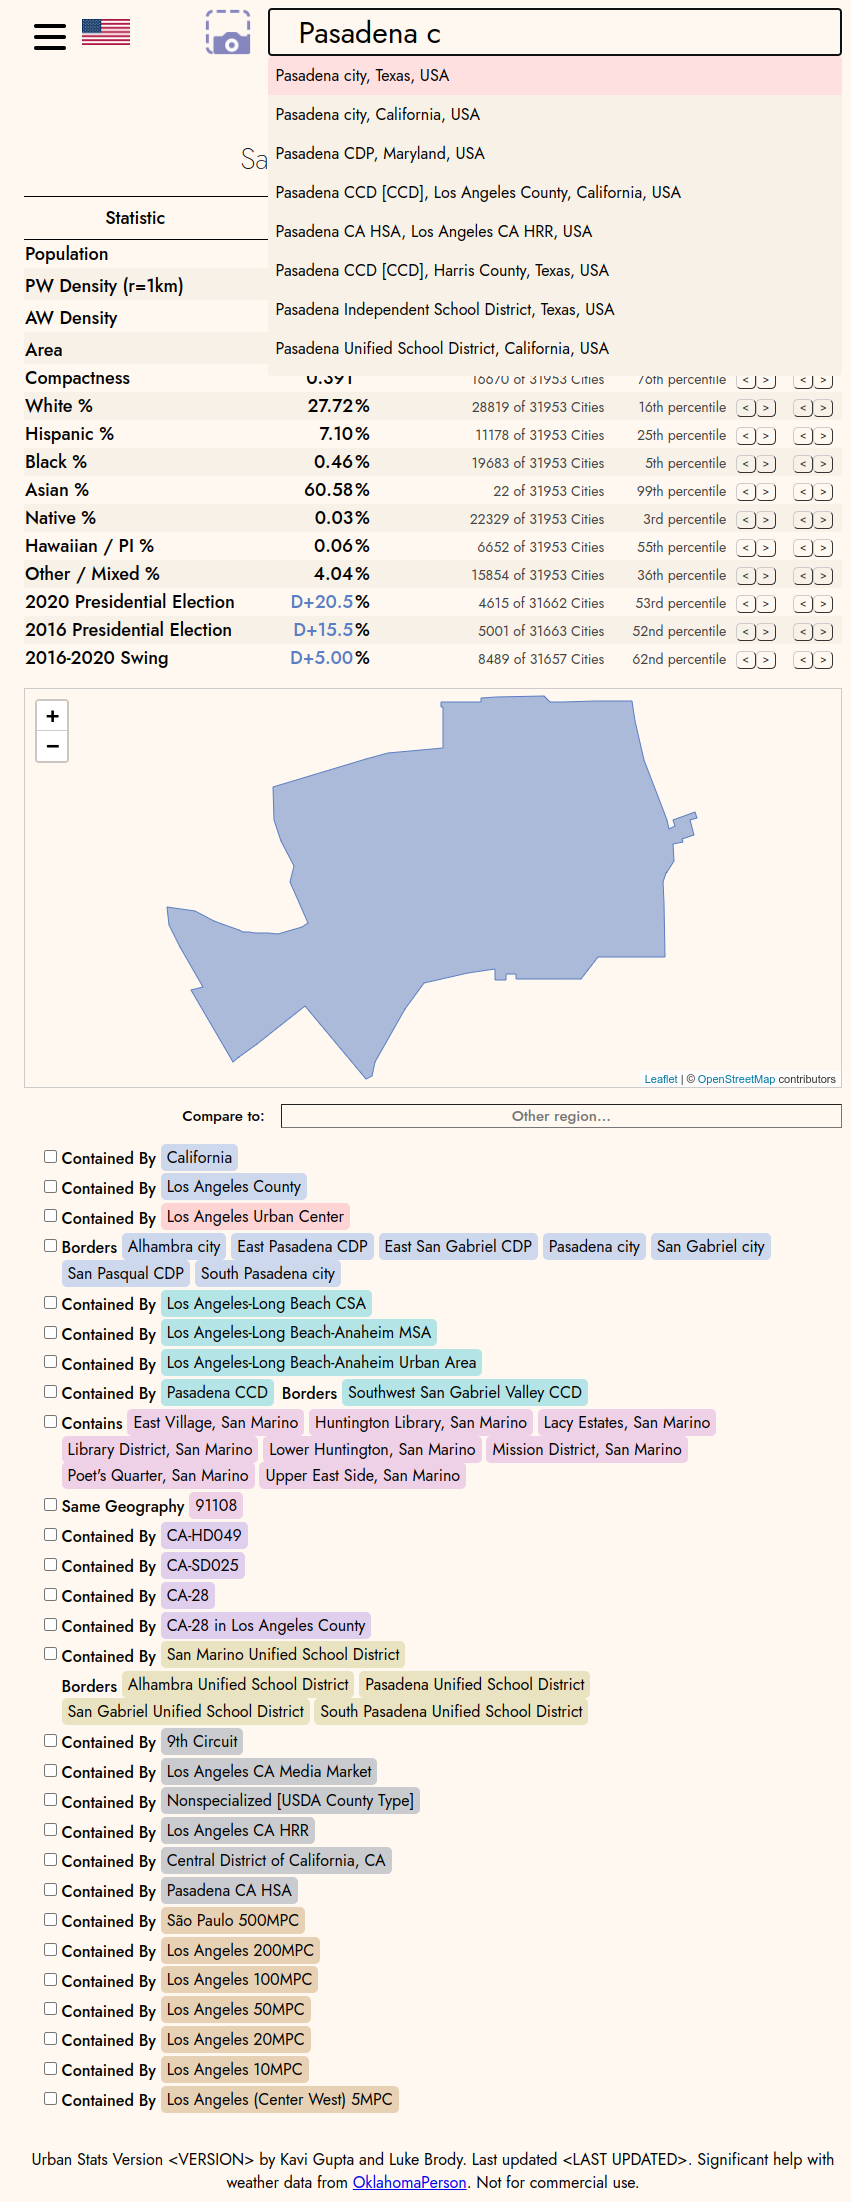 Pasadena c
Pasadena city, Texas, USA
Pasadena city, California, USA
Pasadena CDP, Maryland, USA
Pasadena CCD [CCD], Los Angeles County, California, USA
Pasadena CA HSA, Los Angeles CA HRR, USA
Pasadena CCD [CCD], Harris County, Texas, USA
Pasadena Independent School District, Texas, USA
Pasadena Unified School District, California, USA
Sa
Statistic
Population
PW Density (r=1km)
AW Density
Area
Compactness 0.391 16670 of 31953 Cities 76th percentile < > < >
White % 27.72% 28819 of 31953 Cities 16th percentile < > < >
Hispanic % 7.10% 11178 of 31953 Cities 25th percentile < > < >
Black % 0.46% 19683 of 31953 Cities 5th percentile < > < >
Asian % 60.58% 22 of 31953 Cities 99th percentile < > < >
Native % 0.03% 22329 of 31953 Cities 3rd percentile < > < >
Hawaiian / PI % 0.06% 6652 of 31953 Cities 55th percentile < > < >
Other / Mixed % 4.04% 15854 of 31953 Cities 36th percentile < > < >
2020 Presidential Election D+20.5% 4615 of 31662 Cities 53rd percentile < > < >
2016 Presidential Election D+15.5% 5001 of 31663 Cities 52nd percentile < > < >
2016-2020 Swing D+5.00% 8489 of 31657 Cities 62nd percentile < > < >
+
−
Leaflet | © OpenStreetMap contributors
Compare to: Other region...
Contained By California
Contained By Los Angeles County
Contained By Los Angeles Urban Center
Borders Alhambra city East Pasadena CDP East San Gabriel CDP Pasadena city San Gabriel city
San Pasqual CDP South Pasadena city
Contained By Los Angeles-Long Beach CSA
Contained By Los Angeles-Long Beach-Anaheim MSA
Contained By Los Angeles-Long Beach-Anaheim Urban Area
Contained By Pasadena CCD Borders Southwest San Gabriel Valley CCD
Contains East Village, San Marino Huntington Library, San Marino Lacy Estates, San Marino
Library District, San Marino Lower Huntington, San Marino Mission District, San Marino
Poet's Quarter, San Marino Upper East Side, San Marino
Same Geography 91108
Contained By CA-HD049
Contained By CA-SD025
Contained By CA-28
Contained By CA-28 in Los Angeles County
Contained By San Marino Unified School District
Borders Alhambra Unified School District Pasadena Unified School District
San Gabriel Unified School District South Pasadena Unified School District
Contained By 9th Circuit
Contained By Los Angeles CA Media Market
Contained By Nonspecialized [USDA County Type]
Contained By Los Angeles CA HRR
Contained By Central District of California, CA
Contained By Pasadena CA HSA
Contained By São Paulo 500MPC
Contained By Los Angeles 200MPC
Contained By Los Angeles 100MPC
Contained By Los Angeles 50MPC
Contained By Los Angeles 20MPC
Contained By Los Angeles 10MPC
Contained By Los Angeles (Center West) 5MPC
Urban Stats Version <VERSION> by Kavi Gupta and Luke Brody. Last updated <LAST UPDATED>. Significant help with
weather data from OklahomaPerson. Not for commercial use.